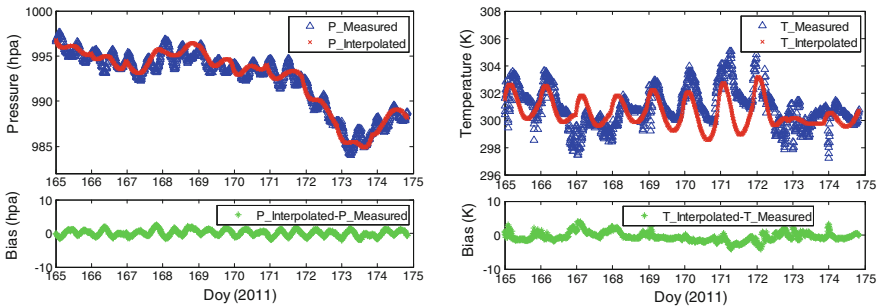 P_Measured
P_Interpolated
Pressure (hpa)
1000
995
990
985
165 166 167 168 169 170 171 172 173 174 175
P_Interpolated-P_Measured
Bias (hpa)
10
0
-10
165 166 167 168 169 170 171 172 173 174 175
Doy (2011)
T_Measured
T_Interpolated
Temperature (K)
308
306
304
302
300
298
296
165 166 167 168 169 170 171 172 173 174 175
T_Interpolated-T_Measured
Bias (K)
10
0
-10
165 166 167 168 169 170 171 172 173 174 175
Doy (2011)